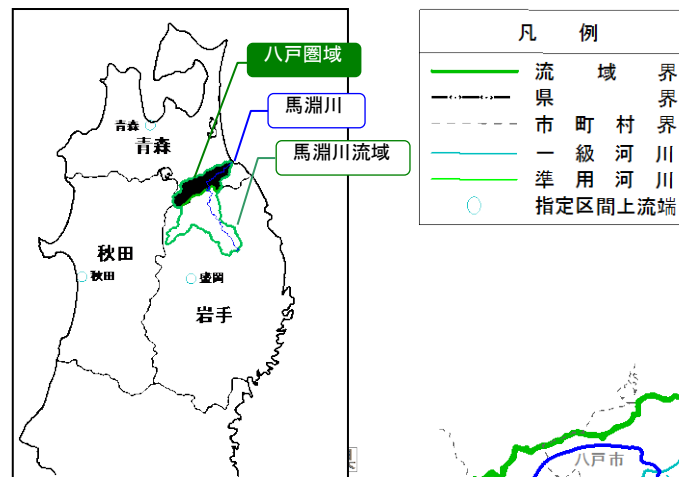 八戸圏域
馬淵川
馬淵川流域
青森
青森
秋田
秋田
盛岡
岩手
凡 例
流域界
県界
市町村界
一級河川
準用河川
指定区間上流端
八戸市